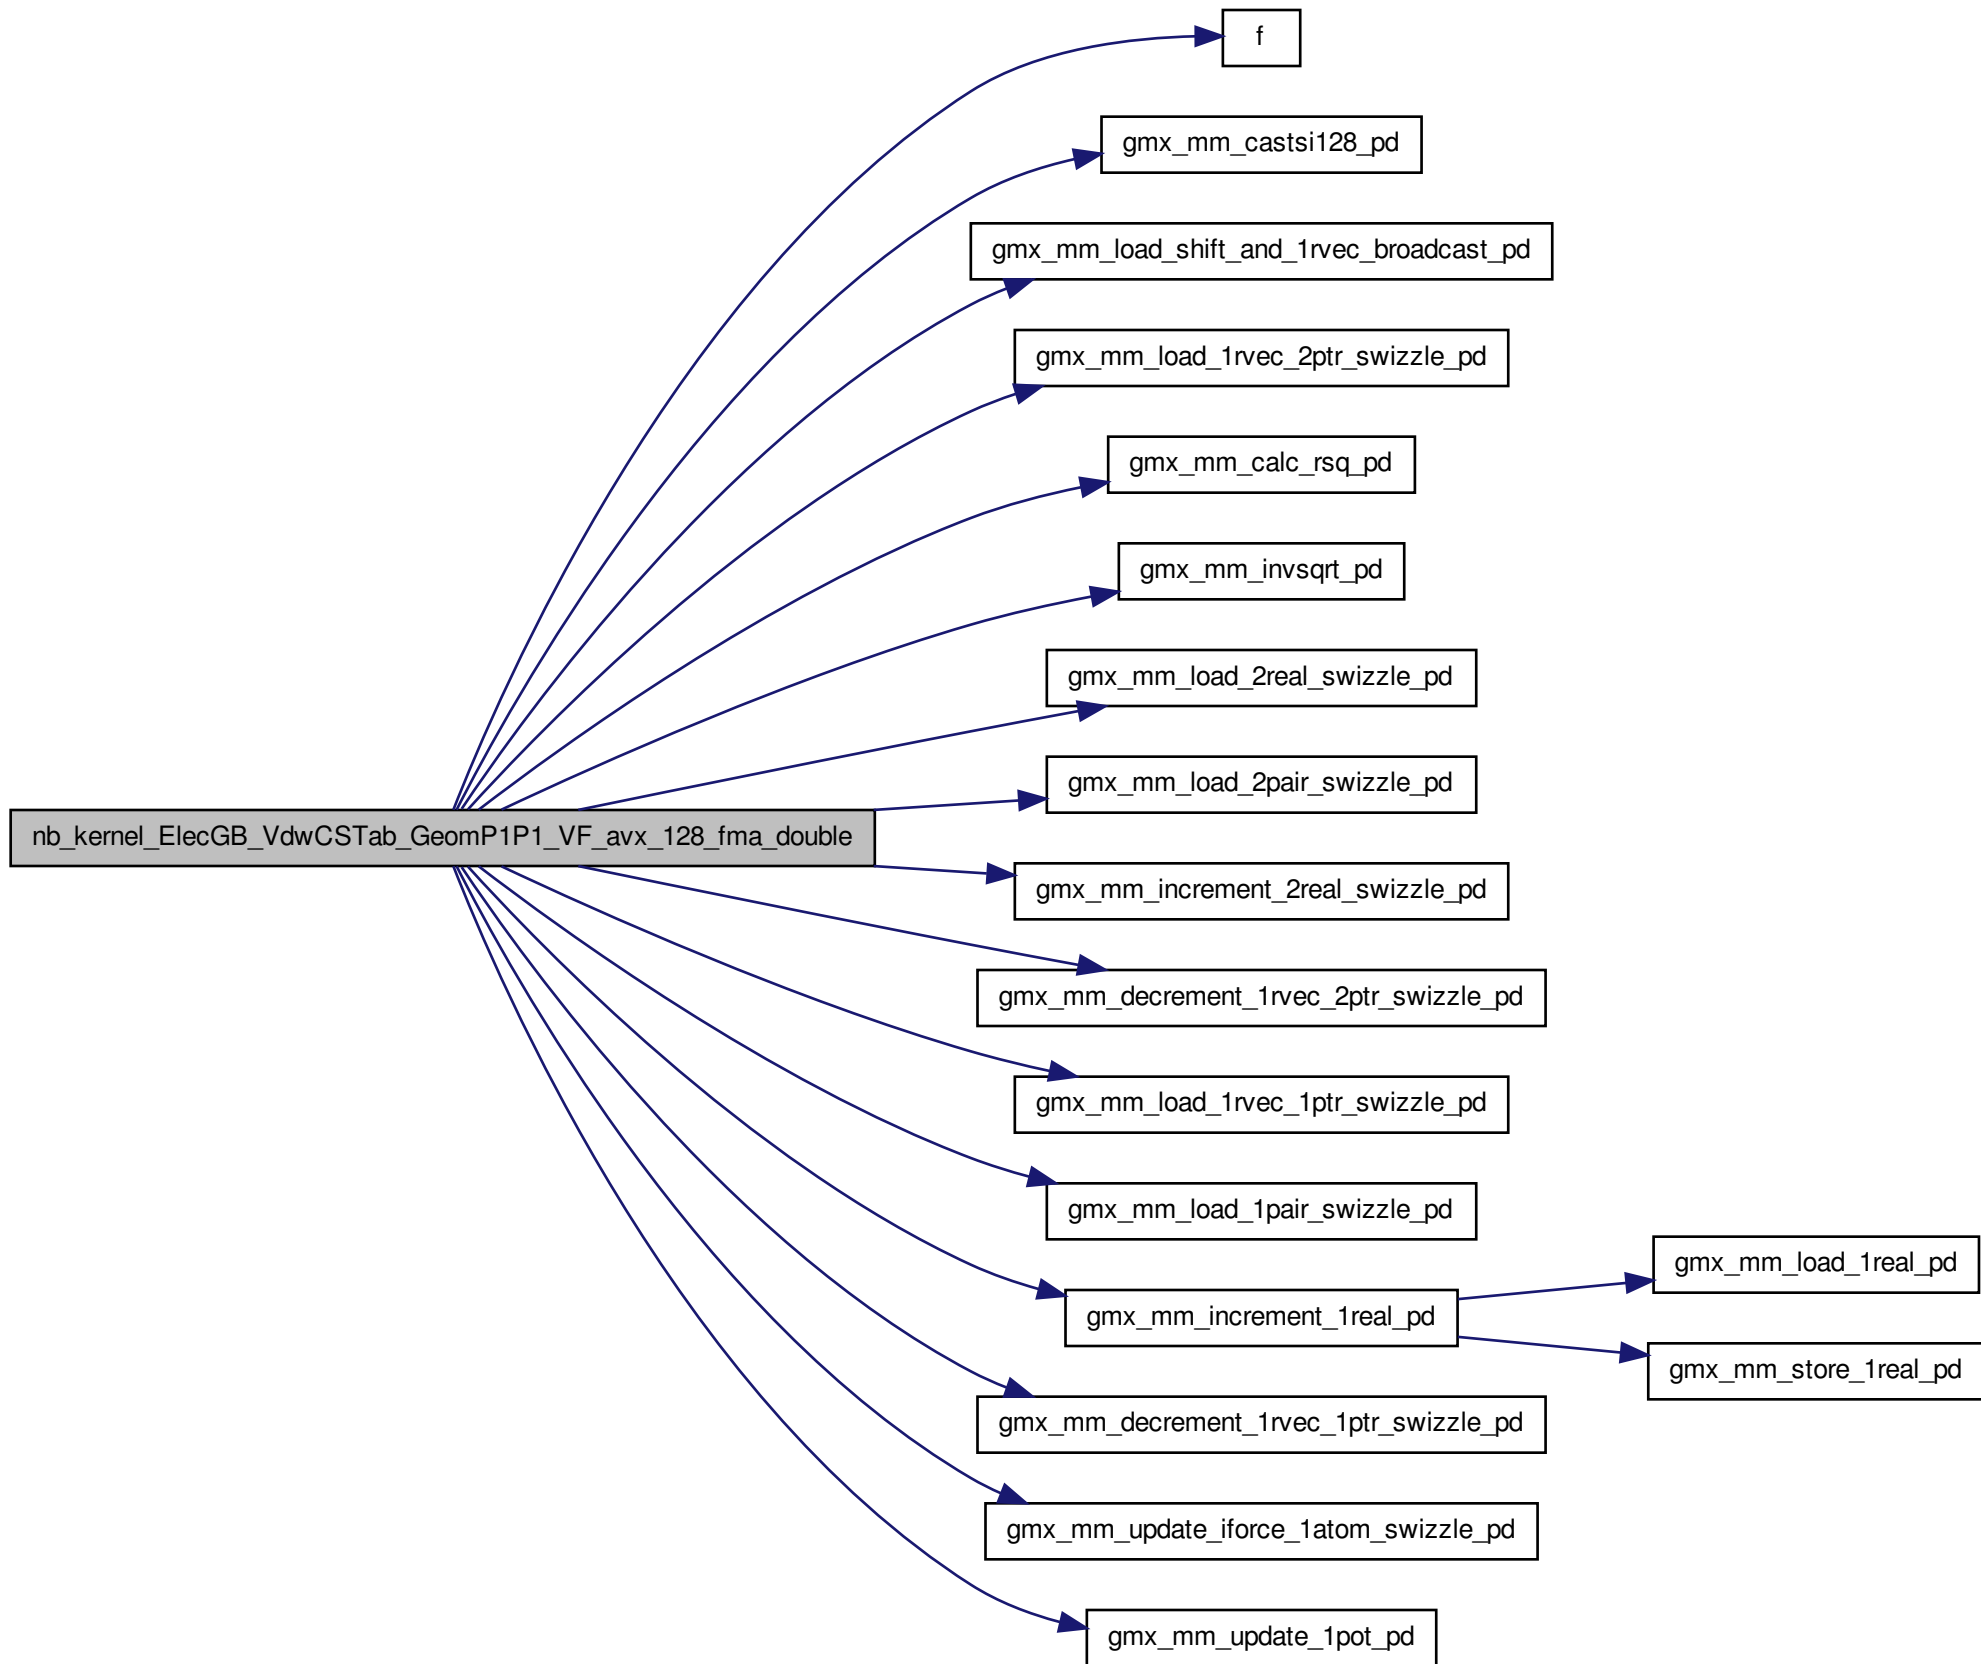 f
gmx_mm_castsi128_pd
gmx_mm_load_shift_and_1rvec_broadcast_pd
gmx_mm_load_1rvec_2ptr_swizzle_pd
gmx_mm_calc_rsq_pd
gmx_mm_invsqrt_pd
gmx_mm_load_2real_swizzle_pd
gmx_mm_load_2pair_swizzle_pd
nb_kernel_ElecGB_VdwCSTab_GeomP1P1_VF_avx_128_fma_double
gmx_mm_increment_2real_swizzle_pd
gmx_mm_decrement_1rvec_2ptr_swizzle_pd
gmx_mm_load_1rvec_1ptr_swizzle_pd
gmx_mm_load_1pair_swizzle_pd
gmx_mm_load_1real_pd
gmx_mm_increment_1real_pd
gmx_mm_store_1real_pd
gmx_mm_decrement_1rvec_1ptr_swizzle_pd
gmx_mm_update_iforce_1atom_swizzle_pd
gmx_mm_update_1pot_pd